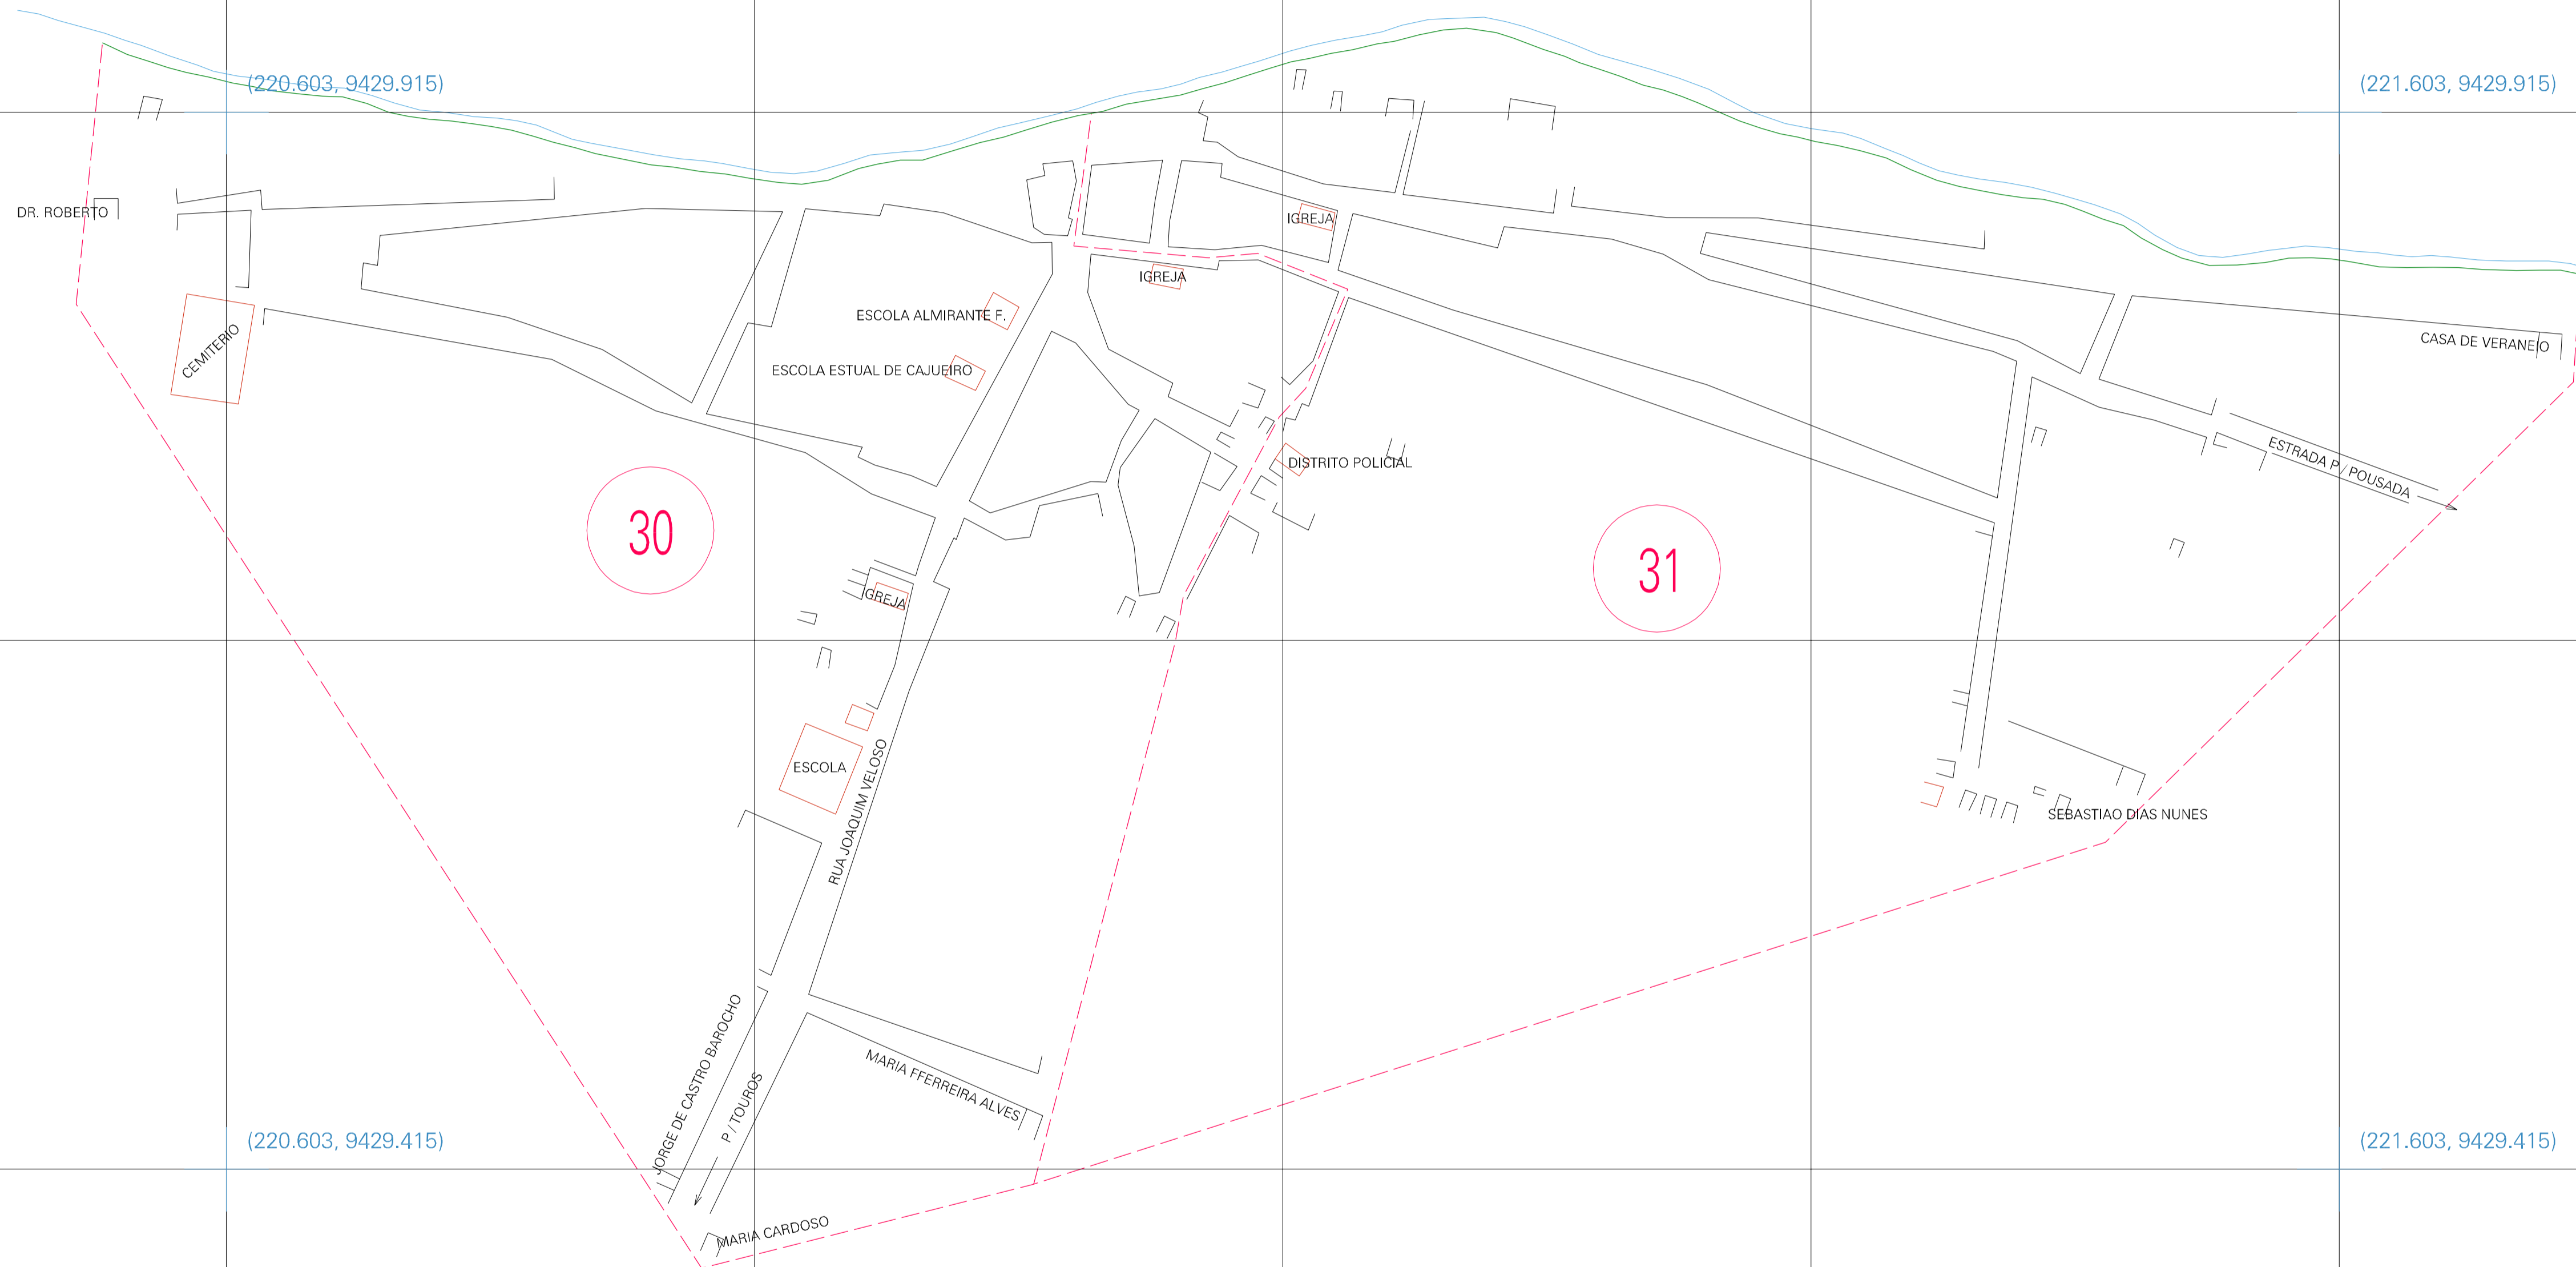 (220.603, 9429.915)
(221.603, 9429.915)
DR. ROBERTO
IGREJA
IGREJA
ESCOLA ALMIRANTE F.
CEMITERIO
CASA DE VERANEIO
ESCOLA ESTUAL DE CAJUEIRO
DISTRITO POLICIAL
ESTRADA P / POUSADA
30
31
IGREJA
ESCOLA
RUA JOAQUIM VELOSO
SEBASTIAO DIAS NUNES
JORGE DE CASTRO BAROCHO
P / TOUROS
MARIA FFERREIRA ALVES
(220.603, 9429.415)
(221.603, 9429.415)
MARIA CARDOSO